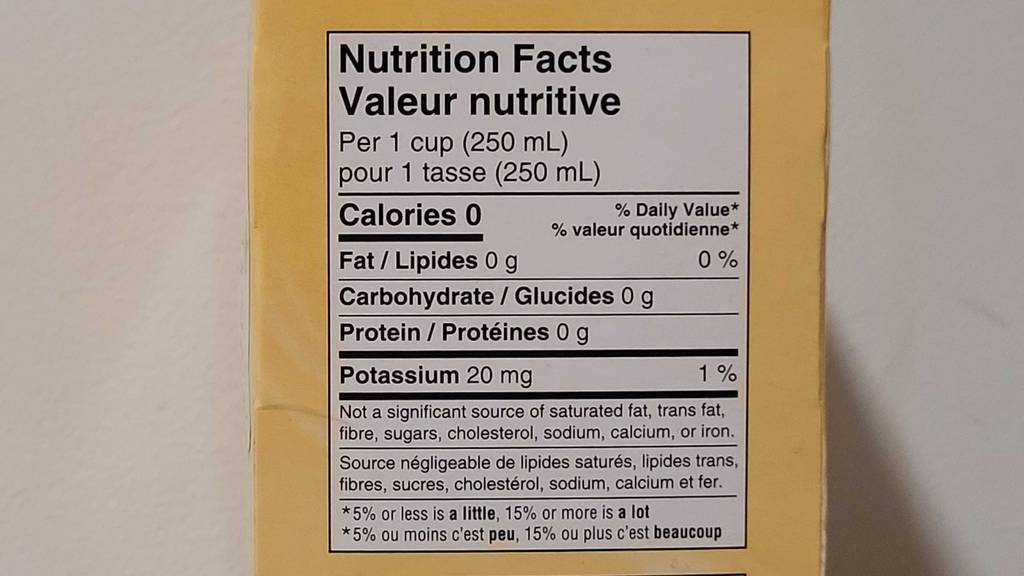 Nutrition Facts
Valeur nutritive
Per 1 cup (250 mL)
pour 1 tasse (250 mL)
Calories 0
% Daily Value*
% valeur quotidienne*
Fat / Lipides 0 g 0 %
Carbohydrate / Glucides 0 g
Protein / Protéines 0 g
Potassium 20 mg 1 %
Not a significant source of saturated fat, trans fat,
fibre, sugars, cholesterol, sodium, calcium, or iron.
Source négligeable de lipides saturés, lipides trans,
fibres, sucres, cholestérol, sodium, calcium et fer.
*5% or less is a little, 15% or more is a lot
*5% ou moins c'est peu, 15% ou plus c'est beaucoup